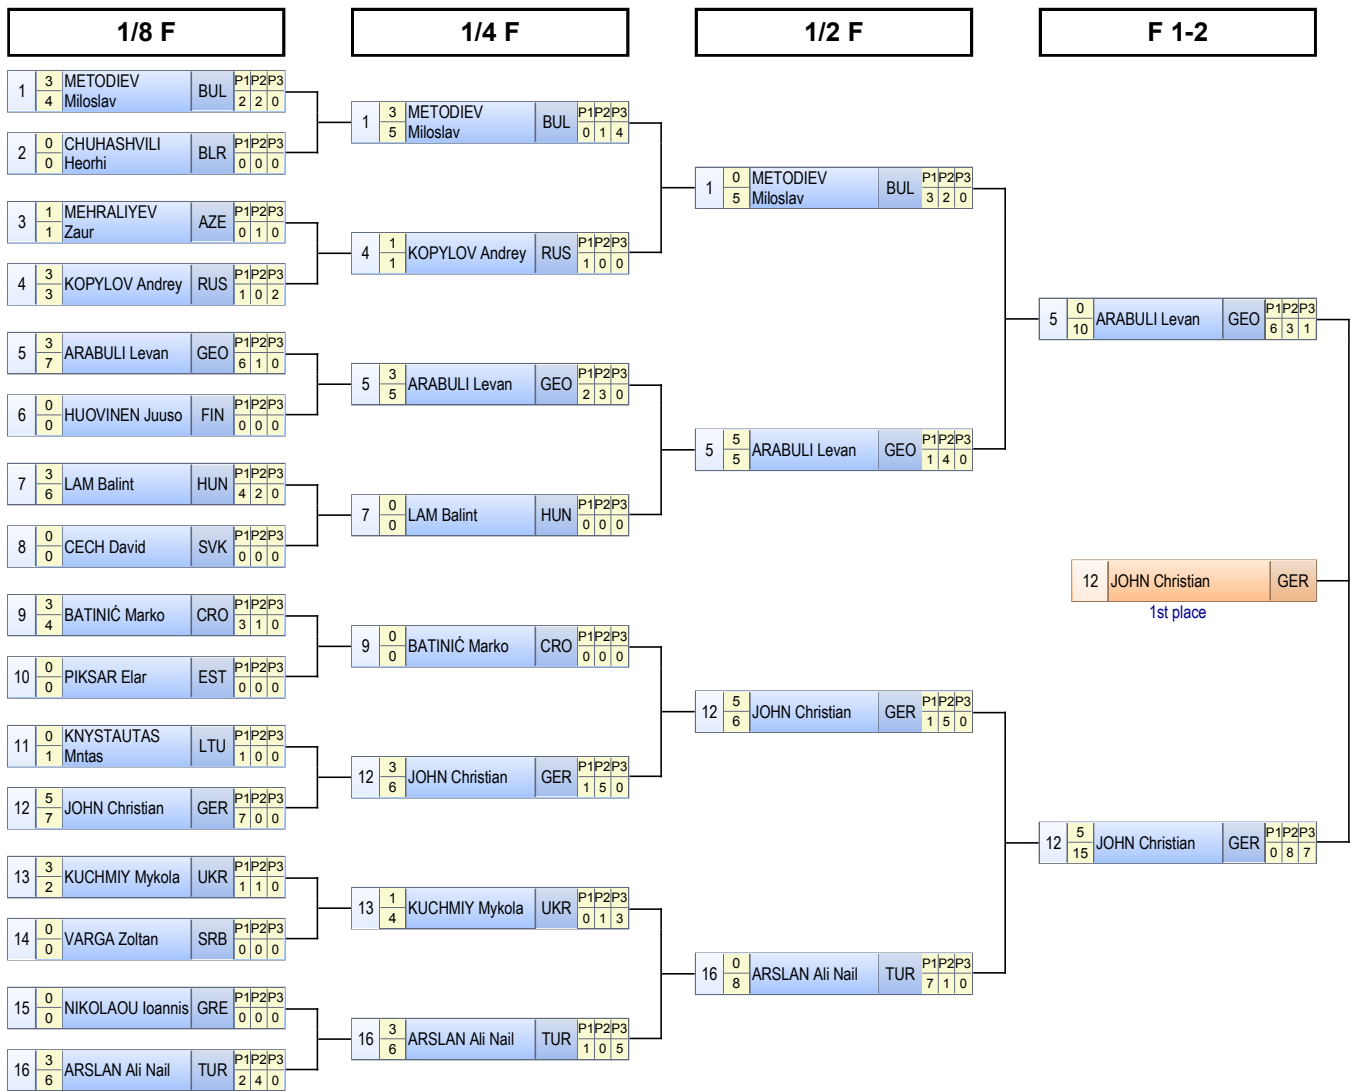 1/8 F
1/4 F
1/2 F
F 1-2
1 3 4 METODIEV Miloslav BUL P1 P2 P3 2 2 0
2 0 0 CHUHASHVILI Heorhi BLR P1 P2 P3 0 0 0
3 1 1 MEHRALIYEV Zaur AZE P1 P2 P3 0 1 0
4 3 3 KOPYLOV Andrey RUS P1 P2 P3 1 0 2
5 3 7 ARABULI Levan GEO P1 P2 P3 6 1 0
6 0 0 HUOVINEN Juuso FIN P1 P2 P3 0 0 0
7 3 6 LAM Balint HUN P1 P2 P3 4 2 0
8 0 0 CECH David SVK P1 P2 P3 0 0 0
9 3 4 BATINIĆ Marko CRO P1 P2 P3 3 1 0
10 0 0 PIKSAR Elar EST P1 P2 P3 0 0 0
11 0 1 KNYSTAUTAS Mntas LTU P1 P2 P3 1 0 0
12 5 7 JOHN Christian GER P1 P2 P3 7 0 0
13 3 2 KUCHMIY Mykola UKR P1 P2 P3 1 1 0
14 0 0 VARGA Zoltan SRB P1 P2 P3 0 0 0
15 0 0 NIKOLAOU Ioannis GRE P1 P2 P3 0 0 0
16 3 6 ARSLAN Ali Nail TUR P1 P2 P3 2 4 0
1 3 5 METODIEV Miloslav BUL P1 P2 P3 0 1 4
4 1 1 KOPYLOV Andrey RUS P1 P2 P3 1 0 0
5 3 5 ARABULI Levan GEO P1 P2 P3 2 3 0
7 0 0 LAM Balint HUN P1 P2 P3 0 0 0
9 0 0 BATINIĆ Marko CRO P1 P2 P3 0 0 0
12 3 6 JOHN Christian GER P1 P2 P3 1 5 0
13 1 4 KUCHMIY Mykola UKR P1 P2 P3 0 1 3
16 3 6 ARSLAN Ali Nail TUR P1 P2 P3 1 0 5
1 0 5 METODIEV Miloslav BUL P1 P2 P3 3 2 0
5 5 5 ARABULI Levan GEO P1 P2 P3 1 4 0
12 5 6 JOHN Christian GER P1 P2 P3 1 5 0
16 0 8 ARSLAN Ali Nail TUR P1 P2 P3 7 1 0
5 0 10 ARABULI Levan GEO P1 P2 P3 6 3 1
12 JOHN Christian GER
1st place
12 5 15 JOHN Christian GER P1 P2 P3 0 8 7